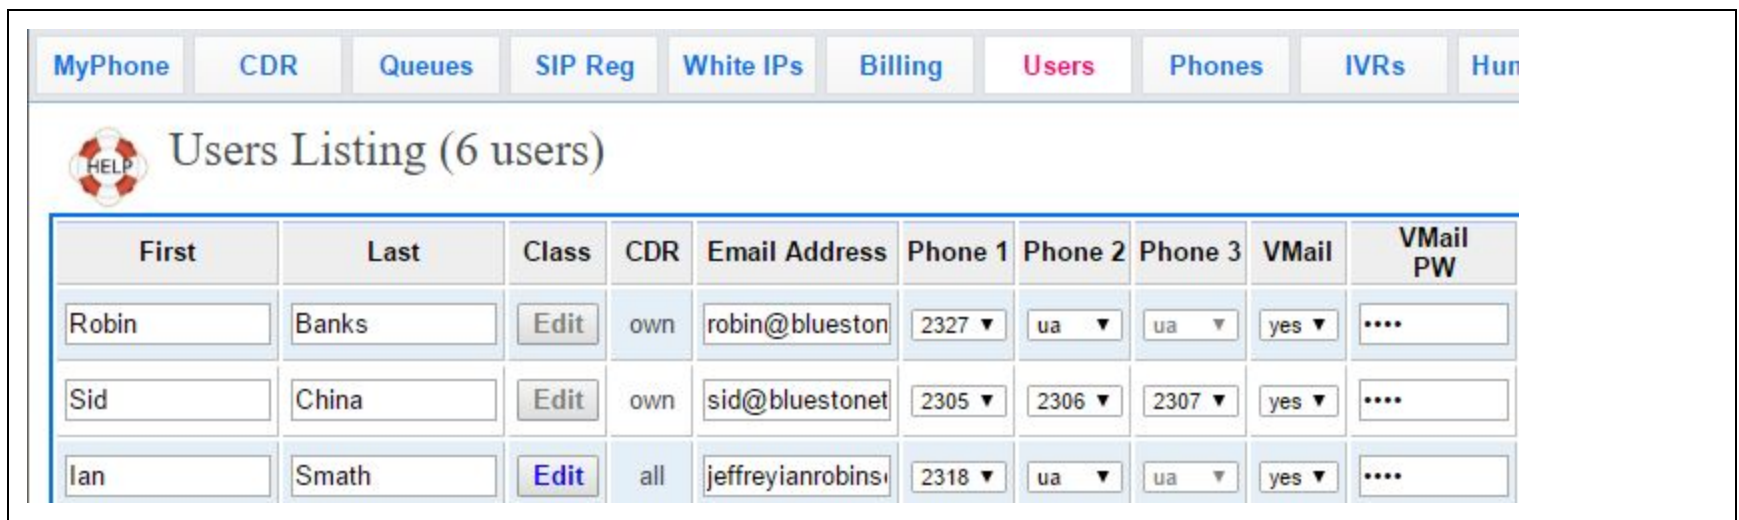 MyPhone CDR Queues SIP Reg White IPs Billing Users Phones IVRs Hun
HELP Users Listing (6 users)
First Last Class CDR Email Address Phone 1 Phone 2 Phone 3 VMail VMail PW
Robin Banks Edit own robin@blueston 2327 ua ua yes ••••
Sid China Edit own sid@bluestonet 2305 2306 2307 yes ••••
Ian Smath Edit all jeffreyianrobins 2318 ua ua yes ••••